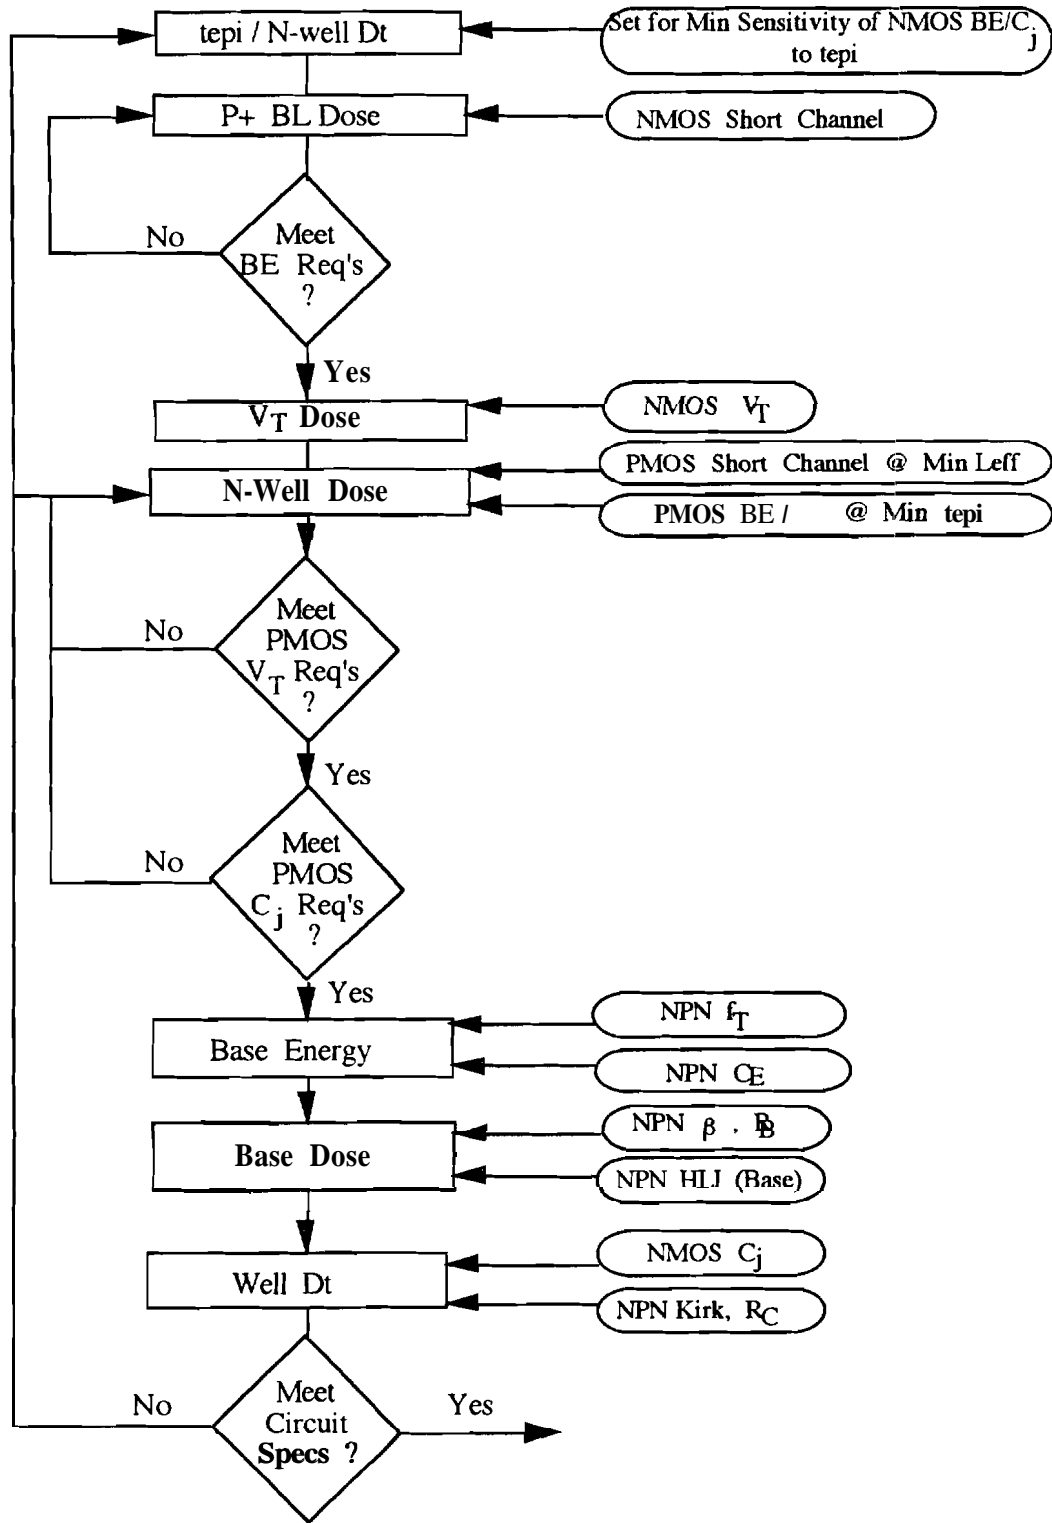 tepi / N-well Dt
Set for Min Sensitivity of NMOS BE/Cj
to tepi
P+ BL Dose
NMOS Short Channel
No
Meet
BE Req's
?
Yes
VT Dose
NMOS VT
N-Well Dose
PMOS Short Channel @ Min Leff
PMOS BE / @ Min tepi
No
Meet
PMOS
VT Req's
?
Yes
No
Meet
PMOS
Cj Req's
?
Yes
Base Energy
NPN fT
NPN CE
Base Dose
NPN β , RB
NPN HLJ (Base)
Well Dt
NMOS Cj
NPN Kirk, RC
No
Meet
Circuit
Specs ?
Yes